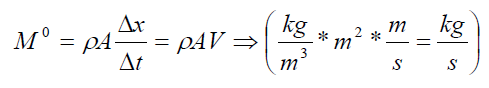 M⁰ = ρA Δx/Δt = ρAV ⇒ (kg/m³ * m² * m/s = kg/s)